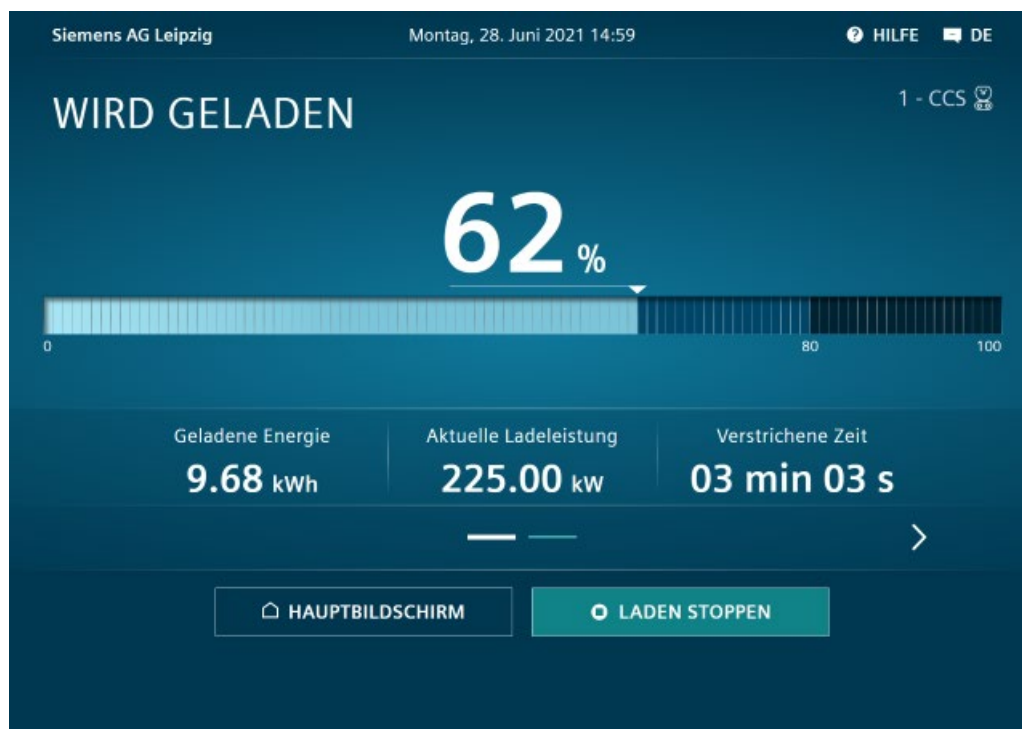 Siemens AG Leipzig Montag, 28. Juni 2021 14:59 HILFE DE
WIRD GELADEN 1 - CCS
62 %
0 80 100
Geladene Energie Aktuelle Ladeleistung Verstrichene Zeit
9.68 kWh 225.00 kW 03 min 03 s
HAUPTBILDSCHIRM LADEN STOPPEN